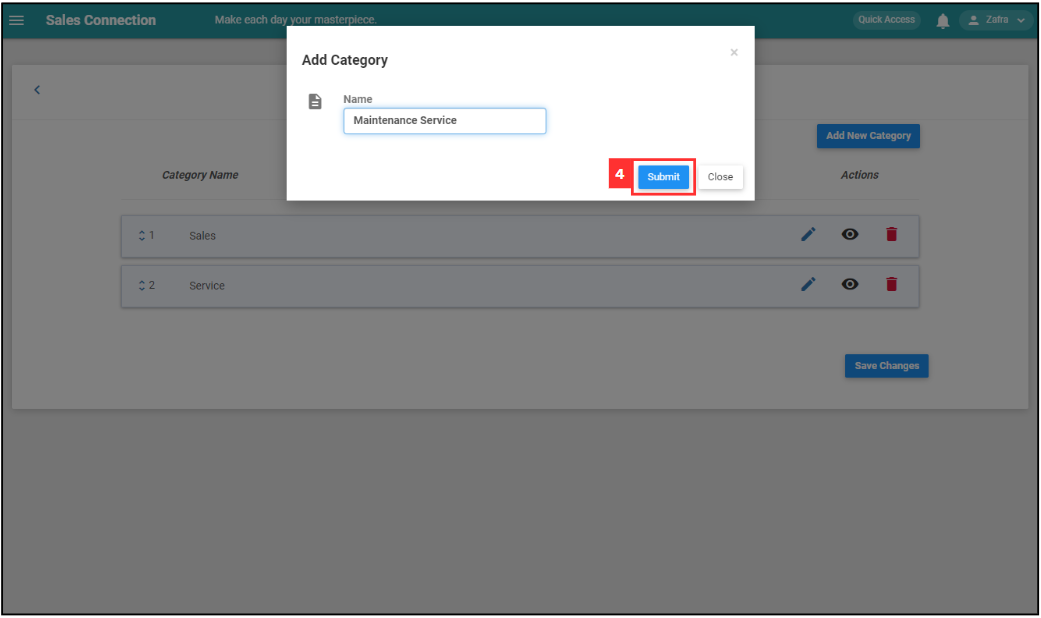 Sales Connection Make each day your masterpiece. Quick Access Zafra
Add Category ×
Name
Maintenance Service
Add New Category
4 Submit Close
Category Name Actions
1 Sales
2 Service
Save Changes